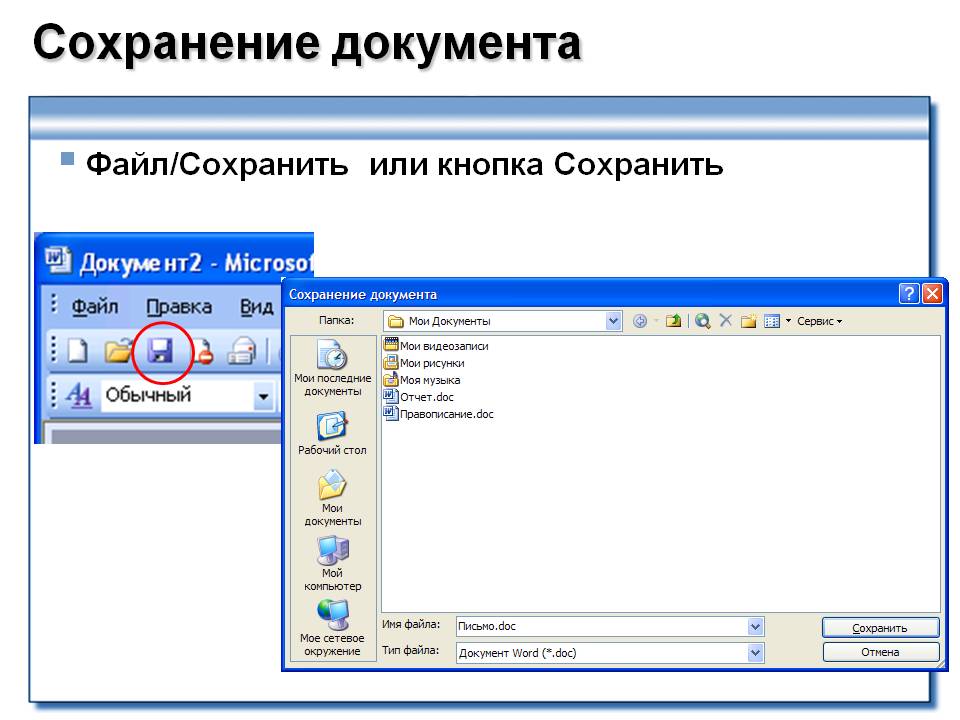 Сохранение документа
Файл/Сохранить или кнопка Сохранить
Документ2 - Microsof
Файл Правка Вид
Обычный
Сохранение документа
Папка: Мои Документы Сервис
Мои последние
документы
Рабочий стол
Мои
документы
Мой
компьютер
Мое сетевое
окружение
Мои видеозаписи
Мои рисунки
Моя музыка
Отчет.doc
Правописание.doc
Имя файла: Письмо.doc Сохранить
Тип файла: Документ Word (*.doc) Отмена